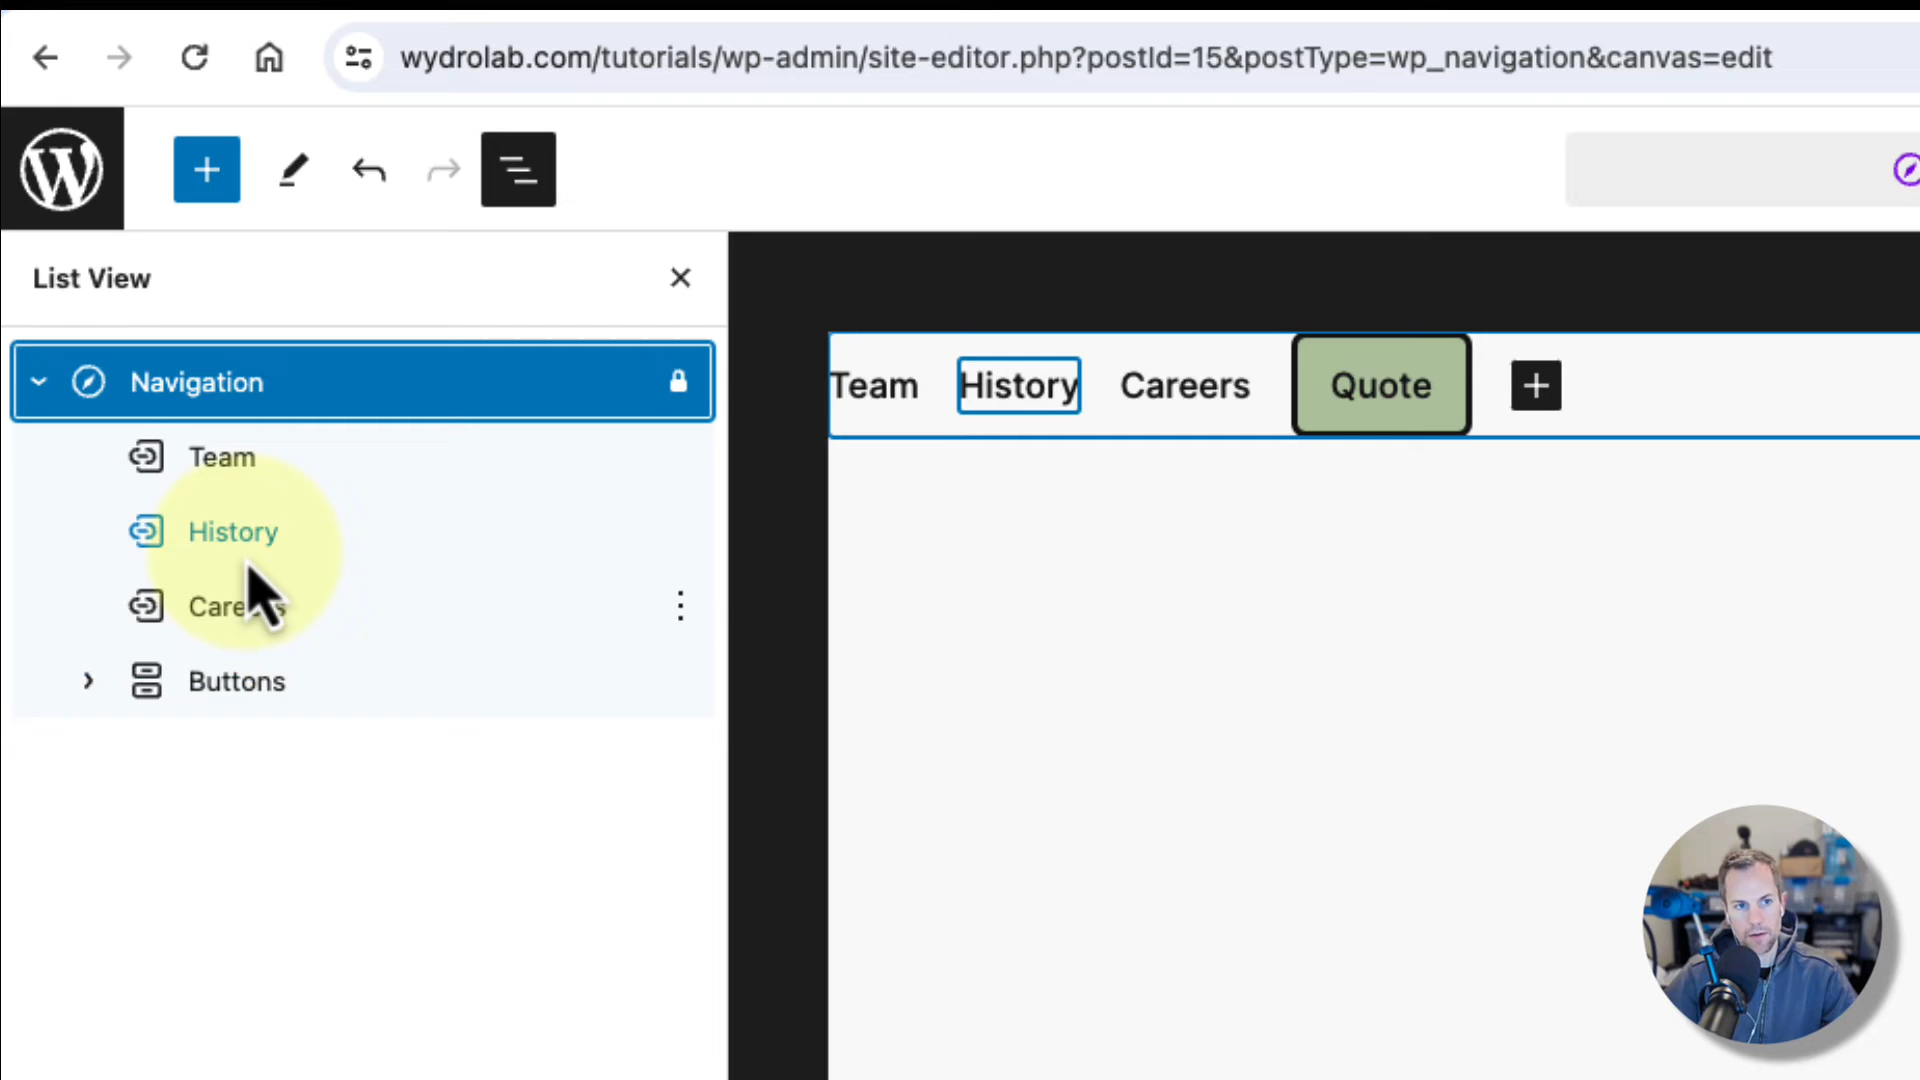 wydrolab.com/tutorials/wp-admin/site-editor.php?postId=15&postType=wp_navigation&canvas=edit
List View
Navigation
Team
History
Careers
Buttons
Team History Careers Quote